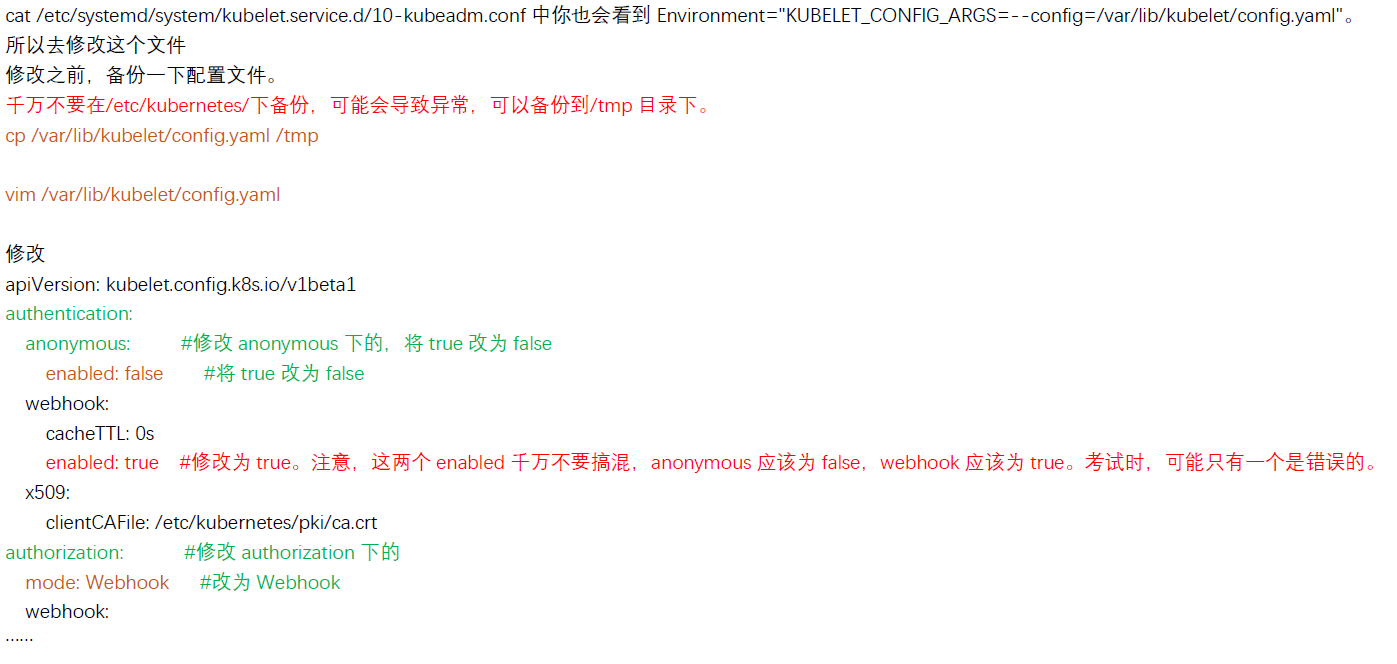 cat /etc/systemd/system/kubelet.service.d/10-kubeadm.conf 中你也会看到 Environment="KUBELET_CONFIG_ARGS=--config=/var/lib/kubelet/config.yaml"。
所以去修改这个文件
修改之前，备份一下配置文件。
千万不要在/etc/kubernetes/下备份，可能会导致异常，可以备份到/tmp 目录下。
cp /var/lib/kubelet/config.yaml /tmp
vim /var/lib/kubelet/config.yaml
修改
apiVersion: kubelet.config.k8s.io/v1beta1
authentication:
  anonymous: #修改 anonymous 下的，将 true 改为 false
    enabled: false #将 true 改为 false
  webhook:
    cacheTTL: 0s
    enabled: true #修改为 true。注意，这两个 enabled 千万不要搞混，anonymous 应该为 false，webhook 应该为 true。考试时，可能只有一个是错误的。
  x509:
    clientCAFile: /etc/kubernetes/pki/ca.crt
authorization: #修改 authorization 下的
  mode: Webhook #改为 Webhook
  webhook:
……